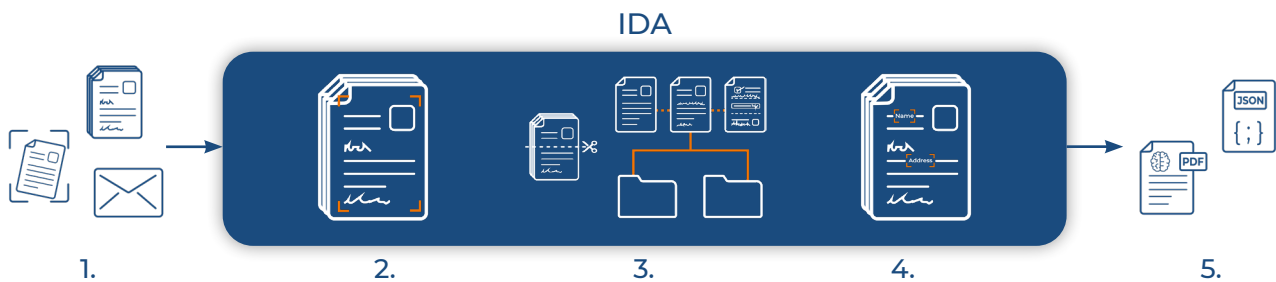 IDA
Name
Address
JSON
{ ; }
PDF
1.
2.
3.
4.
5.